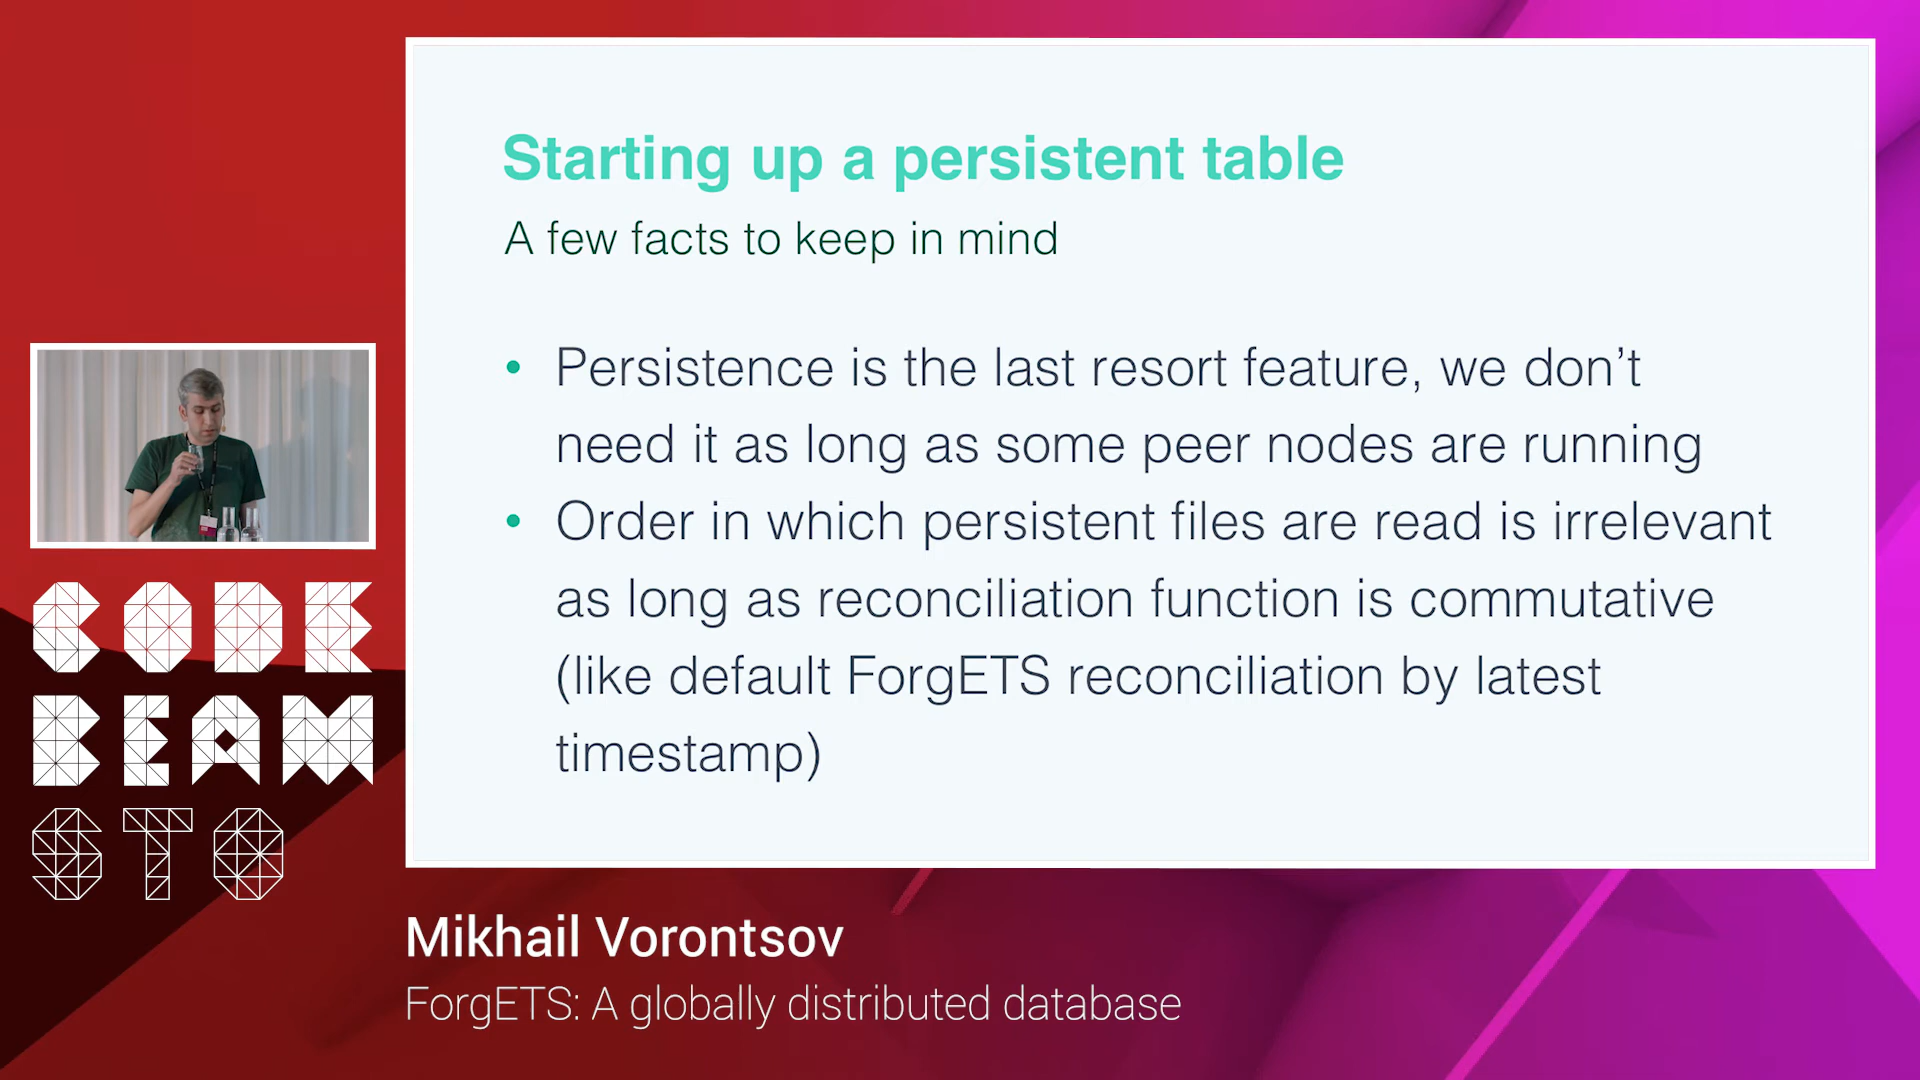 Starting up a persistent table
A few facts to keep in mind
• Persistence is the last resort feature, we don’t
need it as long as some peer nodes are running
• Order in which persistent files are read is irrelevant
as long as reconciliation function is commutative
(like default ForgETS reconciliation by latest
timestamp)
CODE
BEAM
STO
Mikhail Vorontsov
ForgETS: A globally distributed database